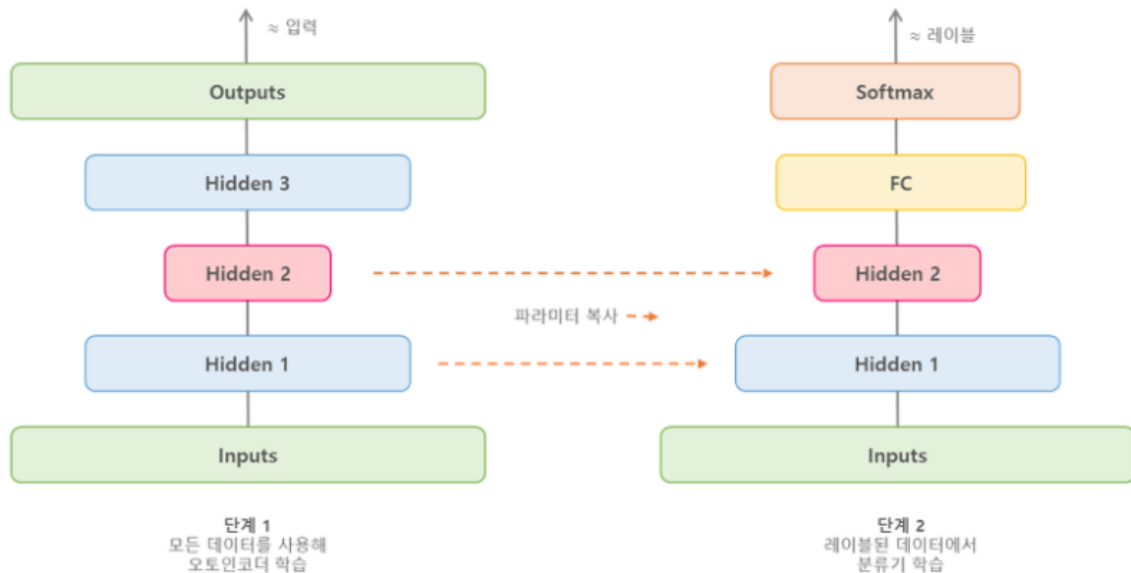 ≈ 입력
Outputs
Hidden 3
Hidden 2
Hidden 1
Inputs
단계 1
모든 데이터를 사용해
오토인코더 학습
파라미터 복사
≈ 레이블
Softmax
FC
Hidden 2
Hidden 1
Inputs
단계 2
레이블된 데이터에서
분류기 학습